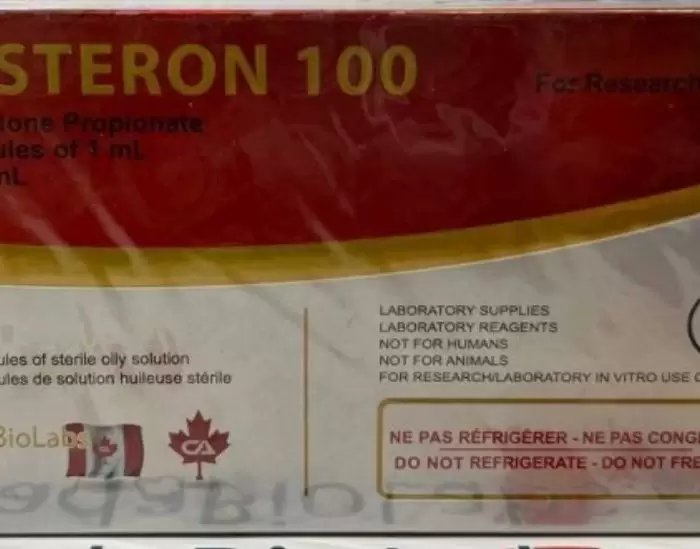 STERON 100
For Research
lone Propionate
ules of 1 mL
mL
LABORATORY SUPPLIES
LABORATORY REAGENTS
NOT FOR HUMANS
NOT FOR ANIMALS
FOR RESEARCH/LABORATORY IN VITRO USE O
ules of sterile oily solution
ules de solution huileuse stérile
BioLabs
CA
NE PAS RÉFRIGÉRER - NE PAS CONGE
DO NOT REFRIGERATE - DO NOT FRE